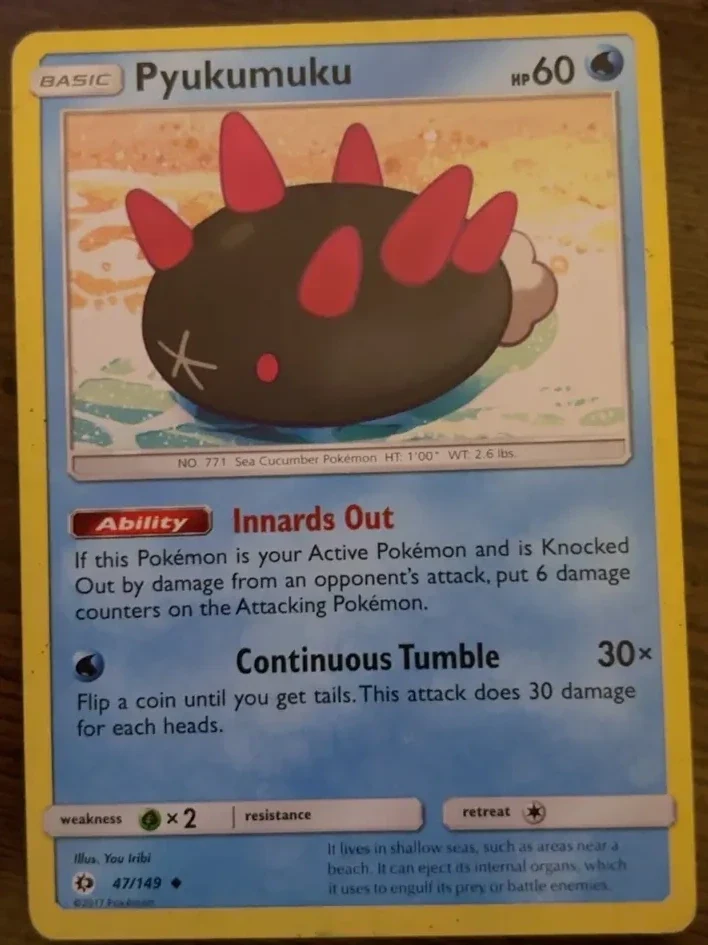 BASIC Pyukumuku HP 60
NO. 771 Sea Cucumber Pokémon HT: 1'00" WT: 2.6 lbs.
Ability Innards Out
If this Pokémon is your Active Pokémon and is Knocked
Out by damage from an opponent's attack, put 6 damage
counters on the Attacking Pokémon.
Continuous Tumble 30×
Flip a coin until you get tails. This attack does 30 damage
for each heads.
weakness ×2 resistance retreat
Illus. You Iribi
47/149
©2017 Pokémon
It lives in shallow seas, such as areas near a
beach. It can eject its internal organs, which
it uses to engulf its prey or battle enemies.